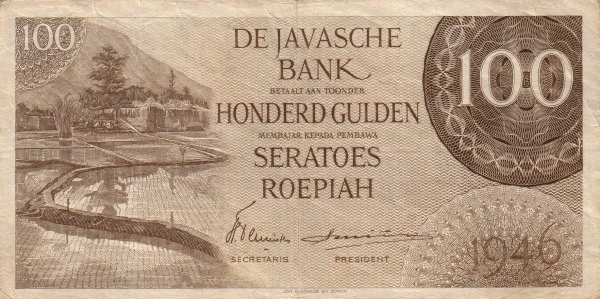 100
DE JAVASCHE
BANK
BETAALT AAN TOONDER
HONDERD GULDEN
MEMBAJAR KEPADA PEMBAWA
SERATOES
ROEPIAH
100
SECRETARIS PRESIDENT
1946
JOH. ENSCHEDÉ EN ZONEN